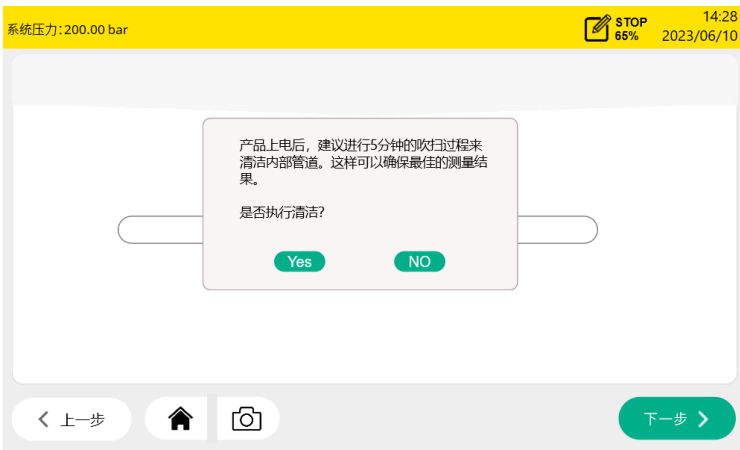 系统压力：200.00 bar
STOP
65%
14:28
2023/06/10
产品上电后，建议进行5分钟的吹扫过程来
清洁内部管道。这样可以确保最佳的测量结
果。
是否执行清洁？
Yes
NO
上一步
下一步